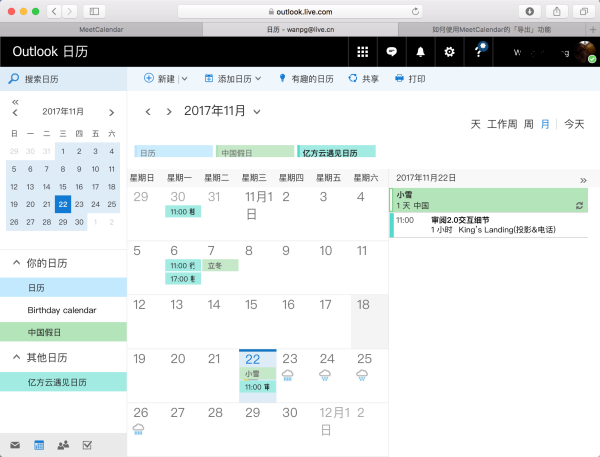 outlook.live.com
MeetCalendar
日历 - wanpg@live.cn
如何使用MeetCalendar的「导出」功能
Outlook 日历
搜索日历
新建
添加日历
有趣的日历
共享
打印
2017年11月
日 一 二 三 四 五 六
29 30 31 1 2 3 4
5 6 7 8 9 10 11
12 13 14 15 16 17 18
19 20 21 22 23 24 25
26 27 28 29 30 1 2
你的日历
日历
Birthday calendar
中国假日
其他日历
亿方云遇见日历
2017年11月
天 工作周 周 月 今天
日历
中国假日
亿方云遇见日历
星期日 星期一 星期二 星期三 星期四 星期五 星期六
29 30 31 11月1日 2 3 4
11:00
5 6 7 8 9 10 11
11:00
立冬
17:00
12 13 14 15 16 17 18
19 20 21 22 23 24 25
小雪
11:00
26 27 28 29 30 12月1日 2
2017年11月22日
小雪
1 天 中国
11:00 审阅2.0交互细节
1 小时 King's Landing(投影&电话)